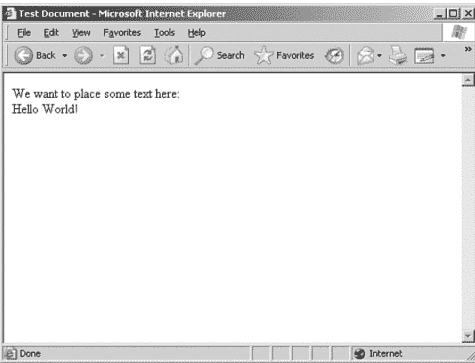 Test Document - Microsoft Internet Explorer
File Edit View Favorites Tools Help
Back Search Favorites
We want to place some text here:
Hello World!
Done Internet